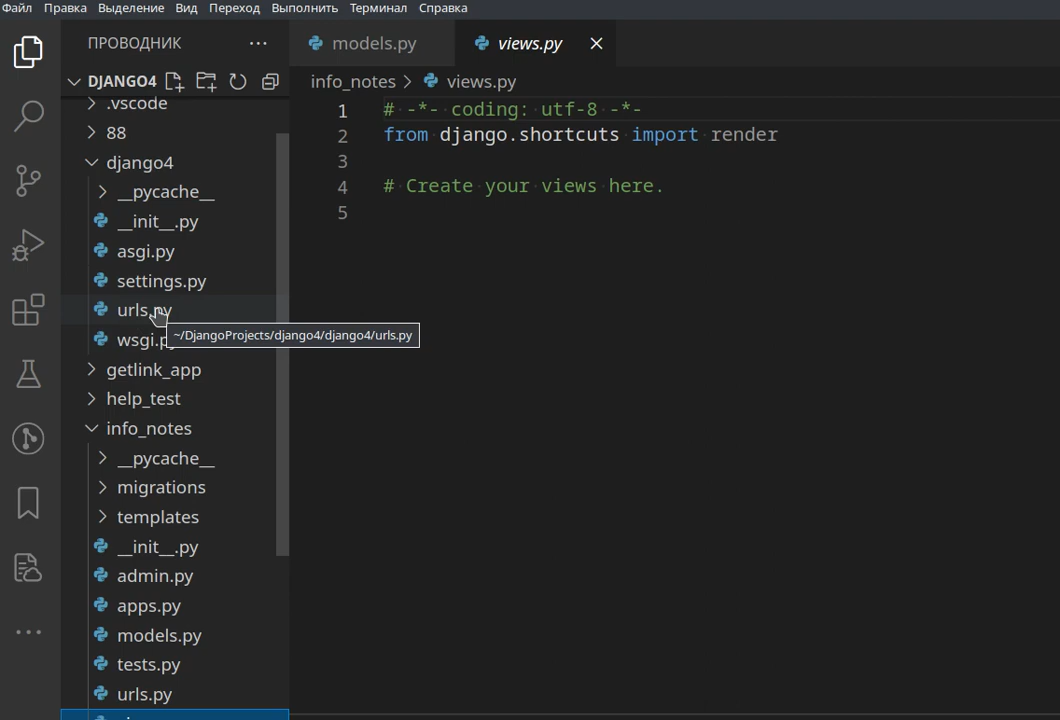 Файл Правка Выделение Вид Переход Выполнить Терминал Справка
ПРОВОДНИК
DJANGO4
.vscode
88
django4
__pycache__
__init__.py
asgi.py
settings.py
urls.py
~/DjangoProjects/django4/django4/urls.py
getlink_app
help_test
info_notes
__pycache__
migrations
templates
__init__.py
admin.py
apps.py
models.py
tests.py
urls.py
models.py views.py
info_notes > views.py
1 # -*- coding: utf-8 -*-
2 from django.shortcuts import render
3
4 # Create your views here.
5